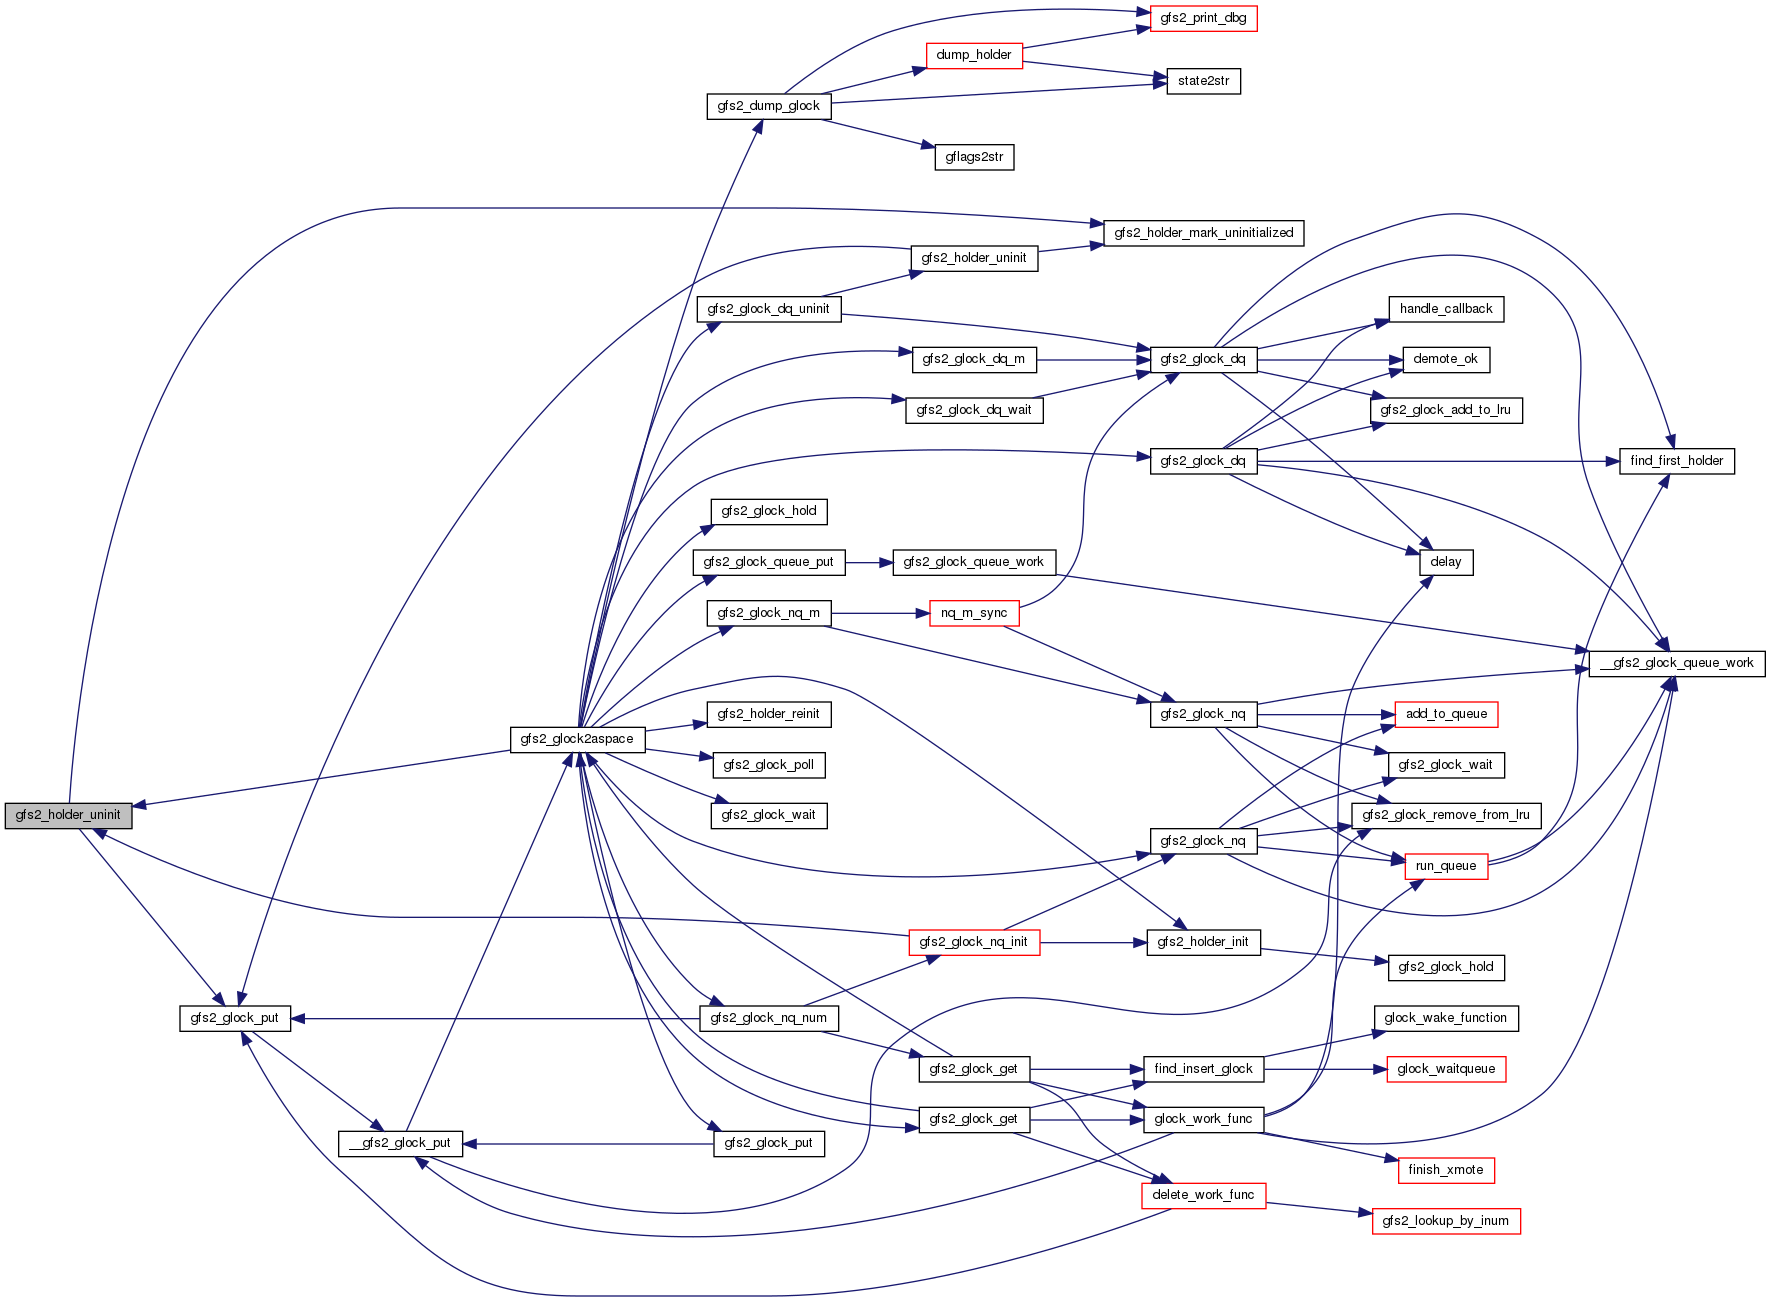 gfs2_print_dbg
dump_holder
state2str
gfs2_dump_glock
gflags2str
gfs2_holder_mark_uninitialized
gfs2_holder_uninit
gfs2_glock_dq_uninit
handle_callback
gfs2_glock_dq_m
gfs2_glock_dq
demote_ok
gfs2_glock_dq_wait
gfs2_glock_add_to_lru
gfs2_glock_dq
find_first_holder
gfs2_glock_hold
gfs2_glock_queue_put
gfs2_glock_queue_work
delay
gfs2_glock_nq_m
nq_m_sync
__gfs2_glock_queue_work
gfs2_holder_reinit
gfs2_glock_nq
add_to_queue
gfs2_glock2aspace
gfs2_glock_poll
gfs2_glock_wait
gfs2_holder_uninit
gfs2_glock_wait
gfs2_glock_remove_from_lru
gfs2_glock_nq
run_queue
gfs2_glock_nq_init
gfs2_holder_init
gfs2_glock_hold
gfs2_glock_put
gfs2_glock_nq_num
glock_wake_function
gfs2_glock_get
find_insert_glock
glock_waitqueue
gfs2_glock_get
glock_work_func
__gfs2_glock_put
gfs2_glock_put
finish_xmote
delete_work_func
gfs2_lookup_by_inum